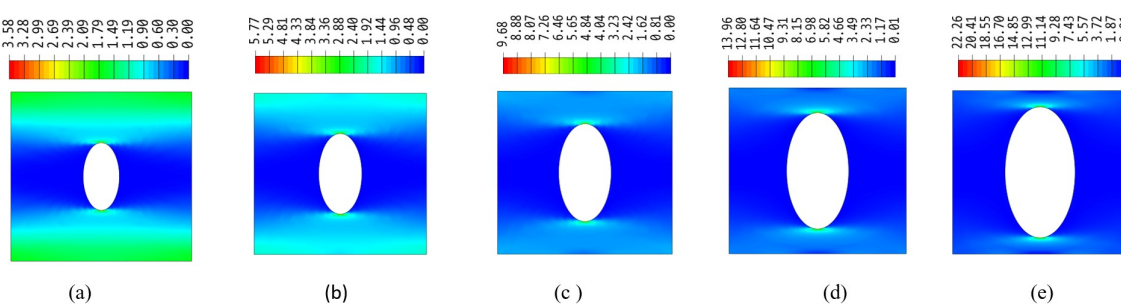 3.58 3.28 2.99 2.69 2.39 2.09 1.79 1.49 1.19 0.90 0.60 0.30 0.00
5.77 5.29 4.81 4.33 3.84 3.36 2.88 2.40 1.92 1.44 0.96 0.48 0.00
9.68 8.88 8.07 7.26 6.46 5.65 4.84 4.04 3.23 2.42 1.62 0.81 0.00
13.96 12.80 11.64 10.47 9.31 8.15 6.98 5.82 4.66 3.49 2.33 1.17 0.01
22.26 20.41 18.55 16.70 14.85 12.99 11.14 9.28 7.43 5.57 3.72 1.87
(a) (b) (c ) (d) (e)